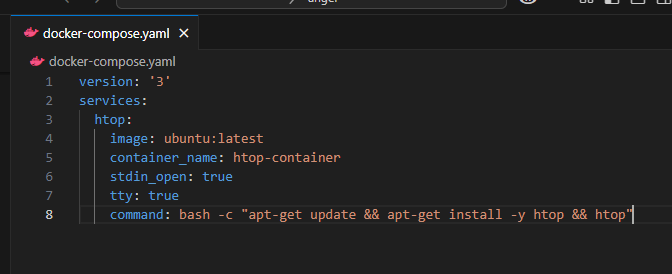 docker-compose.yaml
docker-compose.yaml
1 version: '3'
2 services:
3 htop:
4 image: ubuntu:latest
5 container_name: htop-container
6 stdin_open: true
7 tty: true
8 command: bash -c "apt-get update && apt-get install -y htop && htop"